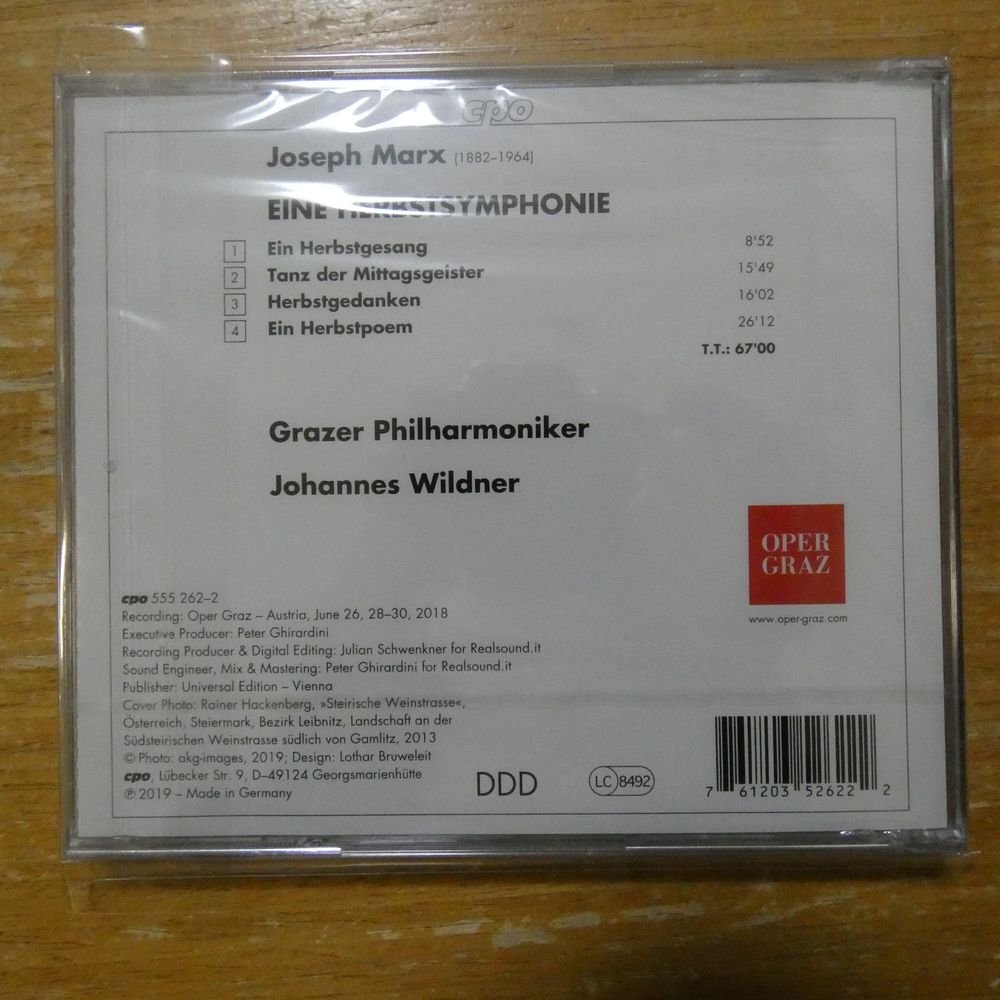 cpo
Joseph Marx (1882–1964)
EINE HERBSTSYMPHONIE
1 Ein Herbstgesang 8'52
2 Tanz der Mittagsgeister 15'49
3 Herbstgedanken 16'02
4 Ein Herbstpoem 26'12
T.T.: 67'00
Grazer Philharmoniker
Johannes Wildner
OPER
GRAZ
www.oper-graz.com
cpo 555 262–2
Recording: Oper Graz – Austria, June 26, 28–30, 2018
Executive Producer: Peter Ghirardini
Recording Producer & Digital Editing: Julian Schwenkner for Realsound.it
Sound Engineer, Mix & Mastering: Peter Ghirardini for Realsound.it
Publisher: Universal Edition – Vienna
Cover Photo: Rainer Hackenberg, »Steirische Weinstrasse«,
Österreich, Steiermark, Bezirk Leibnitz, Landschaft an der
Südsteirischen Weinstrasse südlich von Gamlitz, 2013
© Photo: akg-images, 2019; Design: Lothar Bruweleit
cpo, Lübecker Str. 9, D–49124 Georgsmarienhütte
℗ 2019 – Made in Germany
DDD
LC 8492
7 61203 52622 2